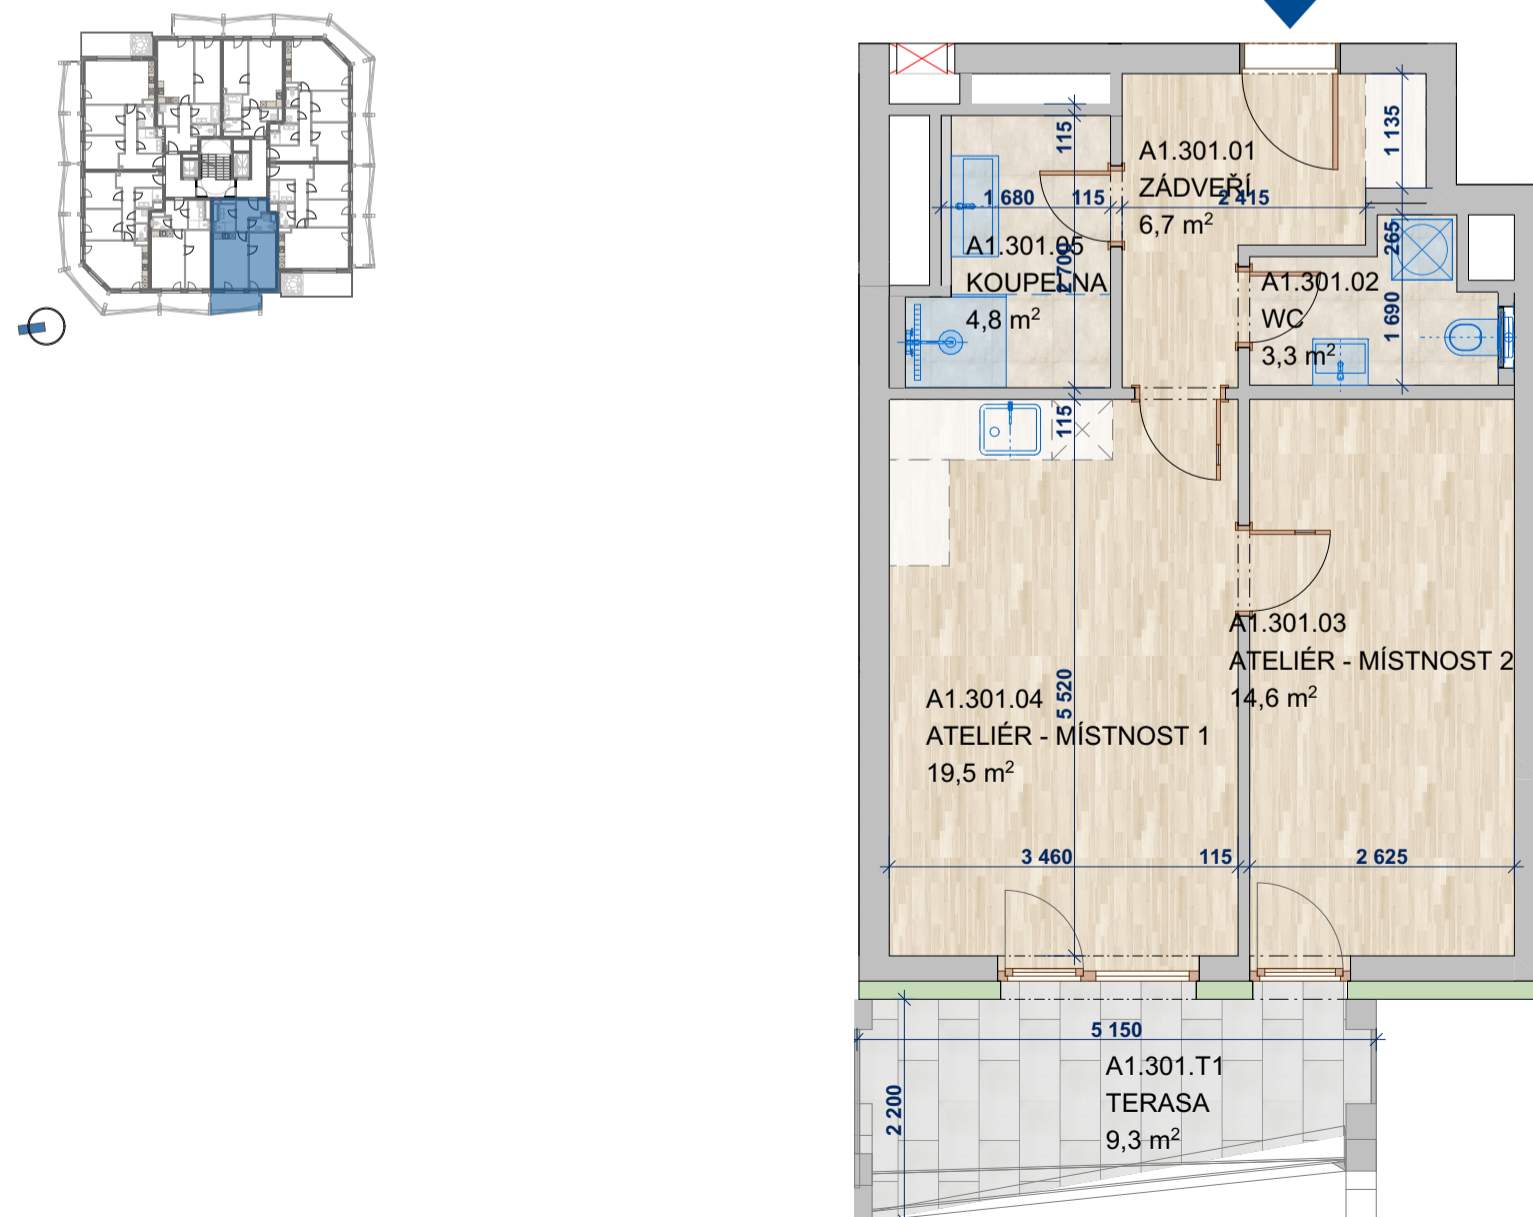 A1.301.01
ZÁDVEŘÍ
6,7 m²
1 135
115
1 680
115
2 415
A1.301.05
KOUPELNA
4,8 m²
2 700
265
A1.301.02
WC
3,3 m²
1 690
115
A1.301.03
ATELIÉR - MÍSTNOST 2
14,6 m²
5 520
A1.301.04
ATELIÉR - MÍSTNOST 1
19,5 m²
3 460
115
2 625
5 150
A1.301.T1
TERASA
9,3 m²
2 200